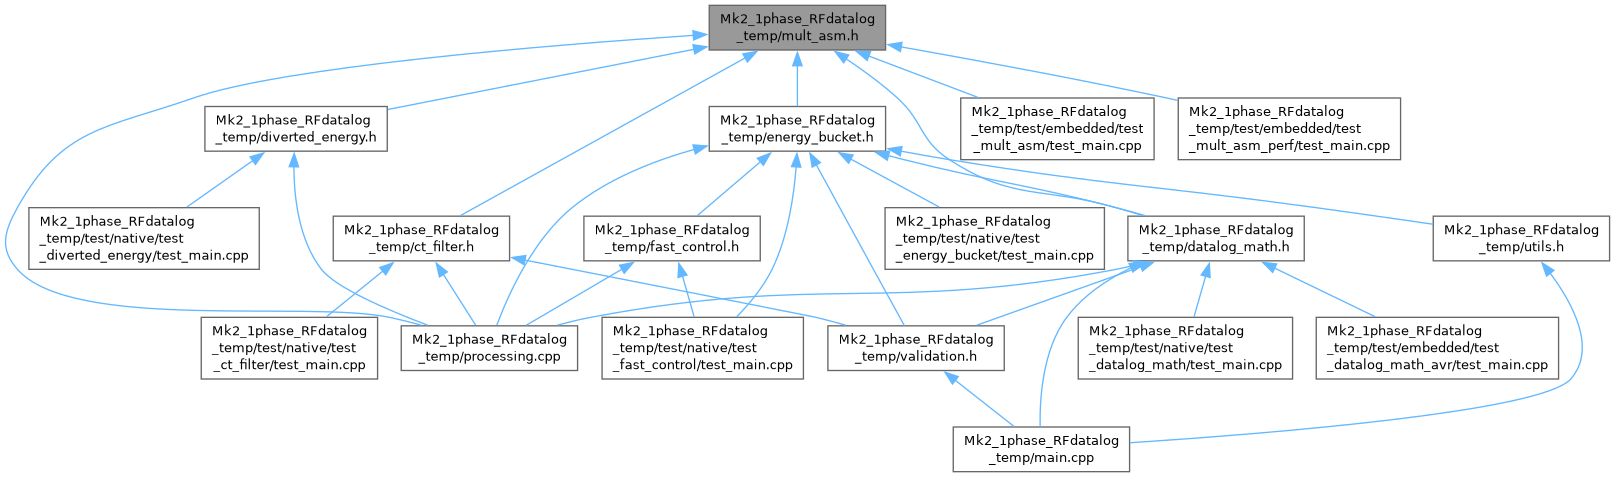 Mk2_1phase_RFdatalog
_temp/mult_asm.h
Mk2_1phase_RFdatalog
_temp/diverted_energy.h
Mk2_1phase_RFdatalog
_temp/energy_bucket.h
Mk2_1phase_RFdatalog
_temp/test/embedded/test
_mult_asm/test_main.cpp
Mk2_1phase_RFdatalog
_temp/test/embedded/test
_mult_asm_perf/test_main.cpp
Mk2_1phase_RFdatalog
_temp/test/native/test
_diverted_energy/test_main.cpp
Mk2_1phase_RFdatalog
_temp/ct_filter.h
Mk2_1phase_RFdatalog
_temp/fast_control.h
Mk2_1phase_RFdatalog
_temp/test/native/test
_energy_bucket/test_main.cpp
Mk2_1phase_RFdatalog
_temp/datalog_math.h
Mk2_1phase_RFdatalog
_temp/utils.h
Mk2_1phase_RFdatalog
_temp/test/native/test
_ct_filter/test_main.cpp
Mk2_1phase_RFdatalog
_temp/processing.cpp
Mk2_1phase_RFdatalog
_temp/test/native/test
_fast_control/test_main.cpp
Mk2_1phase_RFdatalog
_temp/validation.h
Mk2_1phase_RFdatalog
_temp/test/native/test
_datalog_math/test_main.cpp
Mk2_1phase_RFdatalog
_temp/test/embedded/test
_datalog_math_avr/test_main.cpp
Mk2_1phase_RFdatalog
_temp/main.cpp